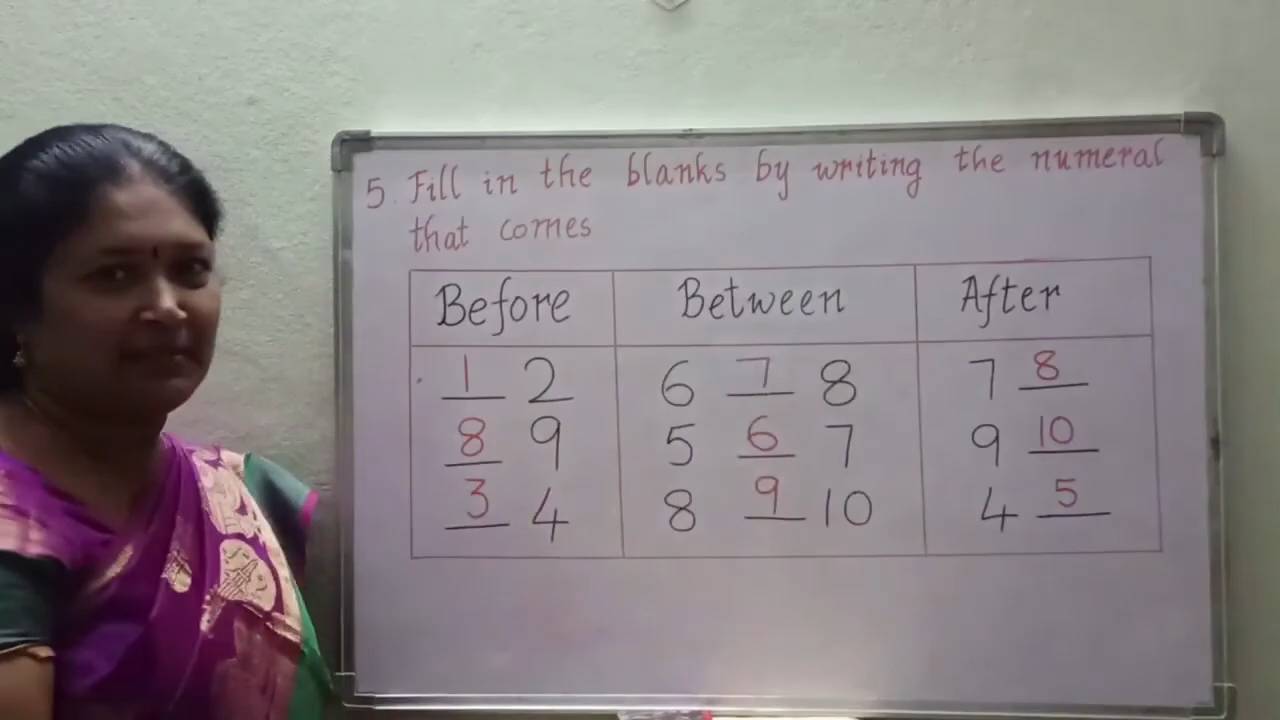 5. Fill in the blanks by writing the numeral
that comes
Before Between After
1 2 6 7 8 7 8
8 9 5 6 7 9 10
3 4 8 9 10 4 5